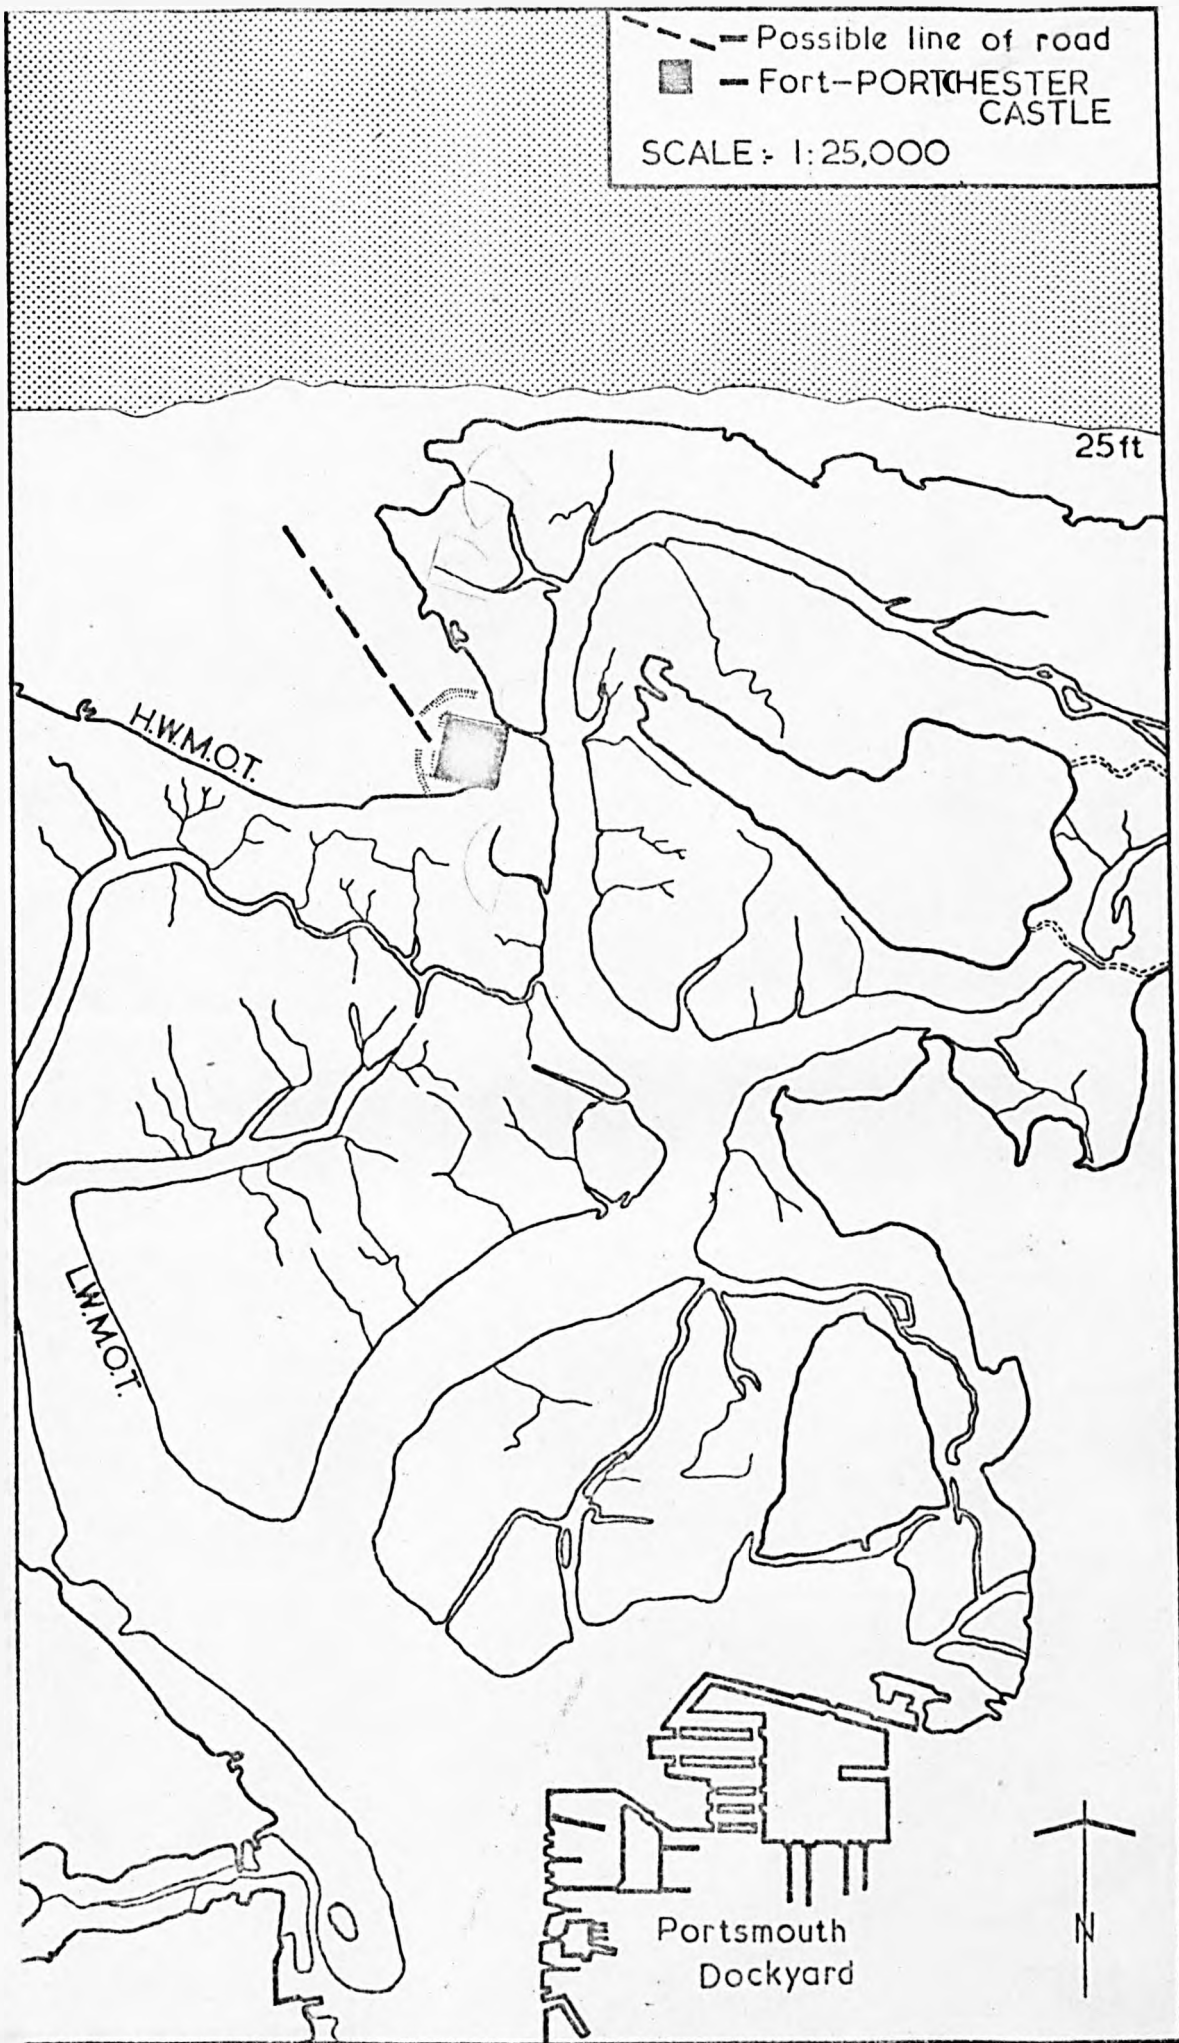 = Possible line of road
– Fort–PORTCHESTER
CASTLE
SCALE:- 1:25,000
25ft
H.W.M.O.T.
L.W.M.O.T.
Portsmouth
Dockyard
N